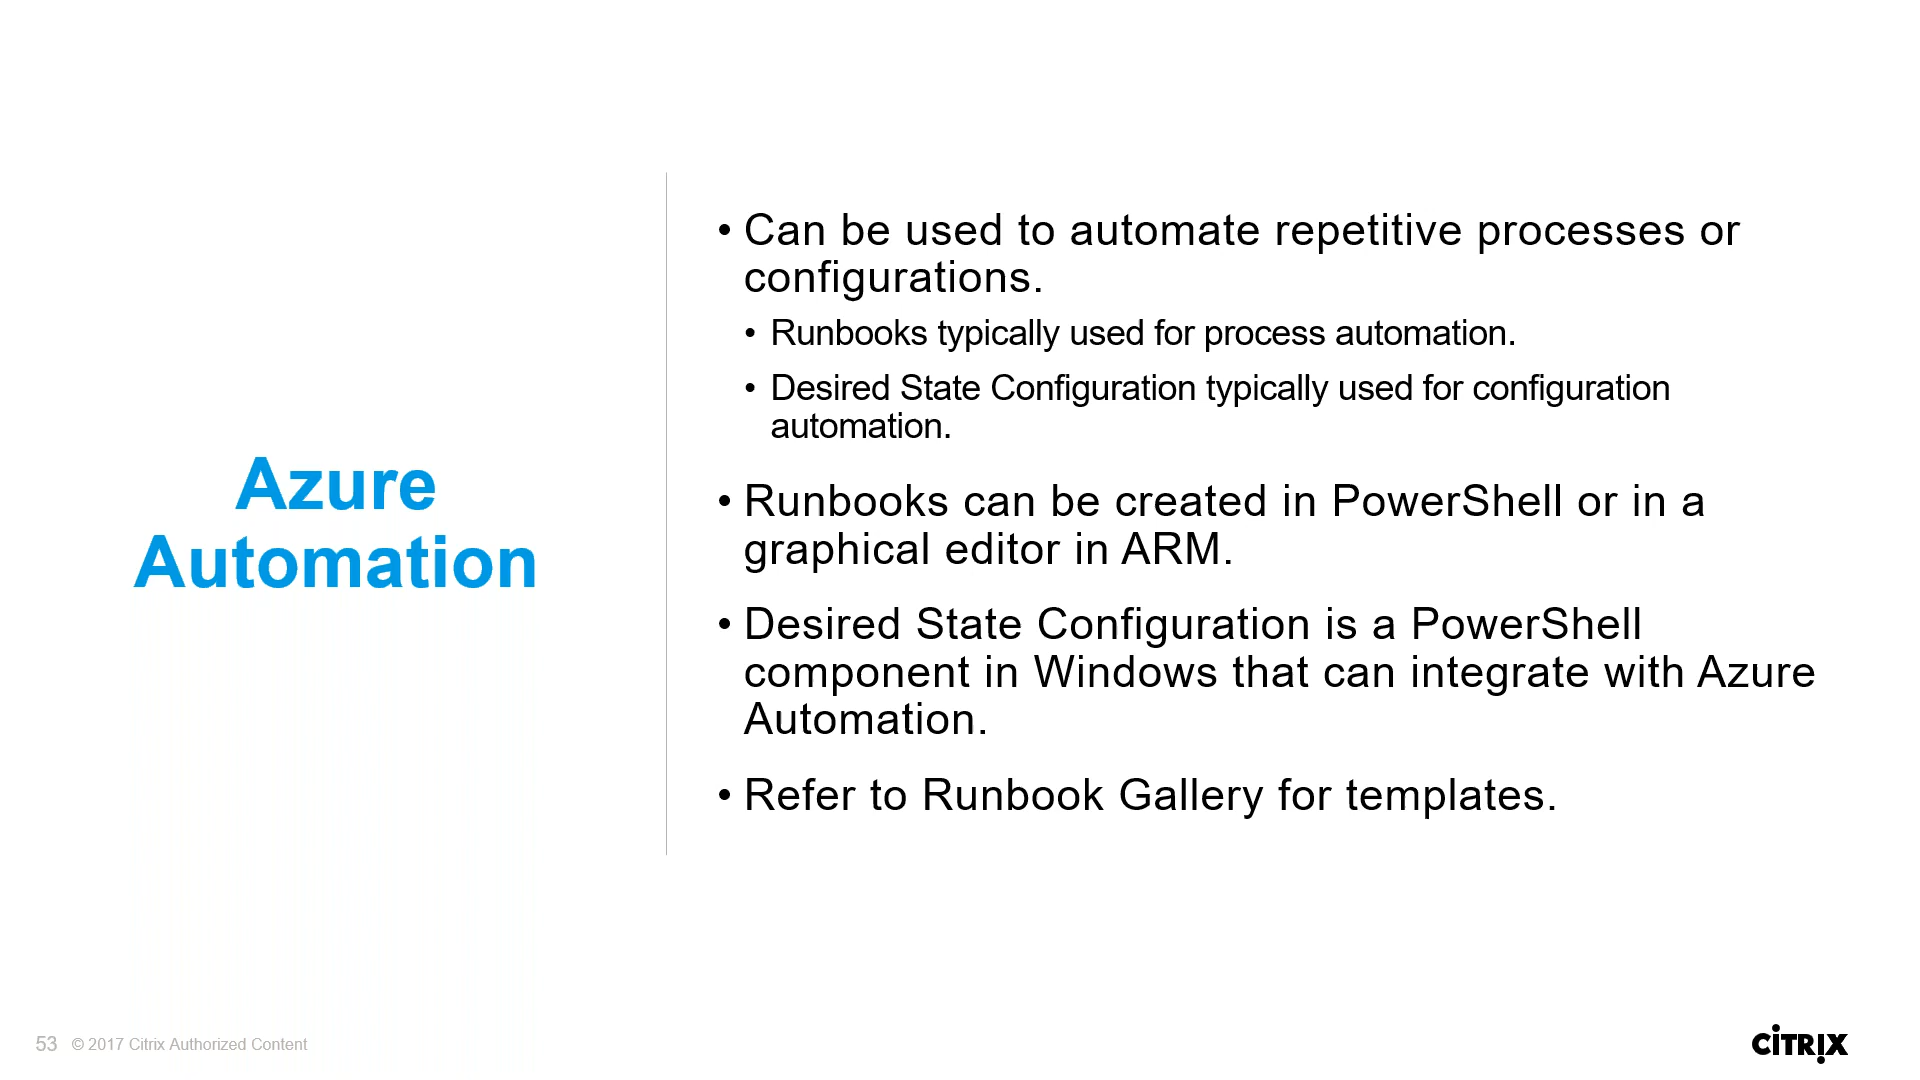 Azure
Automation
• Can be used to automate repetitive processes or
configurations.
• Runbooks typically used for process automation.
• Desired State Configuration typically used for configuration
automation.
• Runbooks can be created in PowerShell or in a
graphical editor in ARM.
• Desired State Configuration is a PowerShell
component in Windows that can integrate with Azure
Automation.
• Refer to Runbook Gallery for templates.
53 © 2017 Citrix Authorized Content
CITRIX